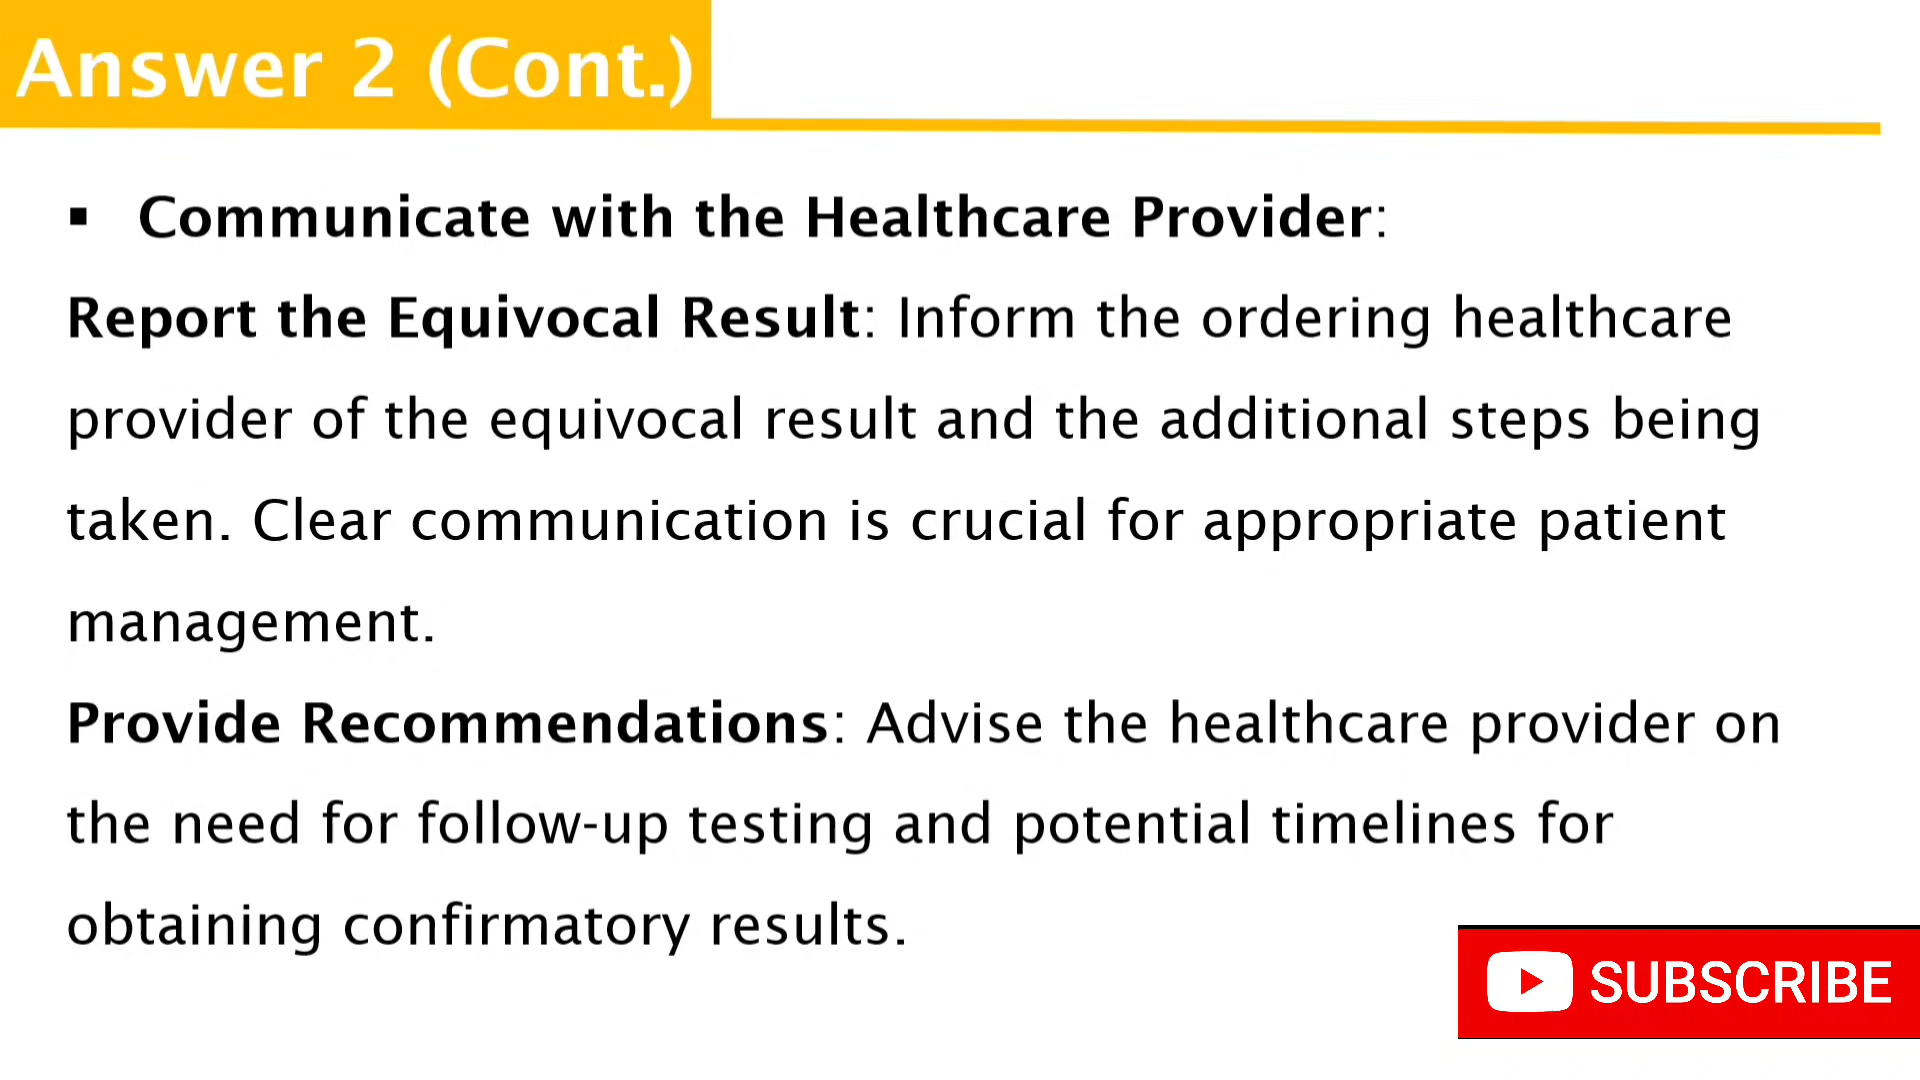 Answer 2 (Cont.)
▪ Communicate with the Healthcare Provider:
Report the Equivocal Result: Inform the ordering healthcare
provider of the equivocal result and the additional steps being
taken. Clear communication is crucial for appropriate patient
management.
Provide Recommendations: Advise the healthcare provider on
the need for follow-up testing and potential timelines for
obtaining confirmatory results.
SUBSCRIBE